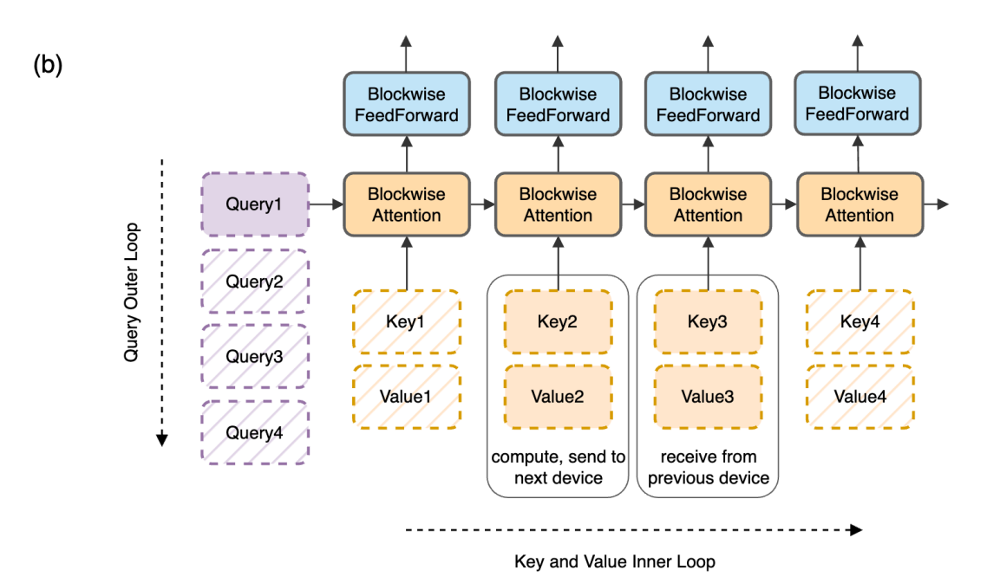 (b)
Blockwise
FeedForward
Blockwise
FeedForward
Blockwise
FeedForward
Blockwise
FeedForward
Query Outer Loop
Query1
Query2
Query3
Query4
Blockwise
Attention
Blockwise
Attention
Blockwise
Attention
Blockwise
Attention
Key1
Value1
Key2
Value2
compute, send to
next device
Key3
Value3
receive from
previous device
Key4
Value4
Key and Value Inner Loop